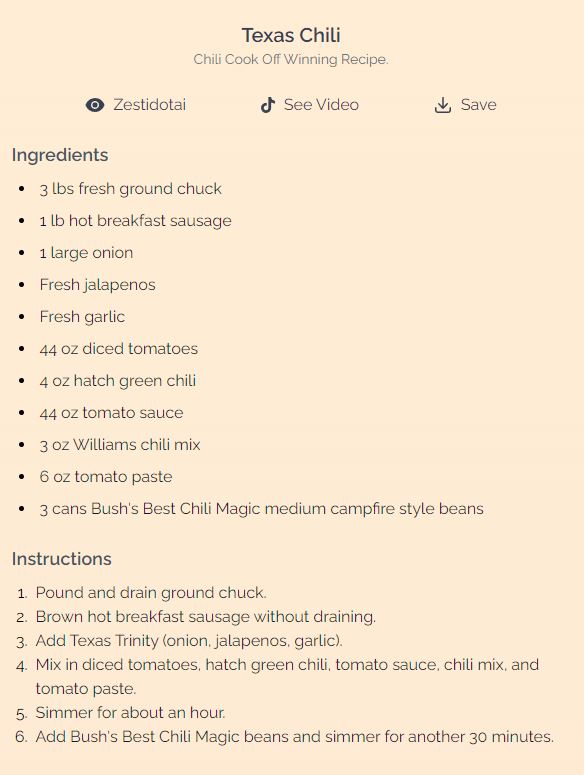 Texas Chili
Chili Cook Off Winning Recipe.
Zestidotai See Video Save
Ingredients
• 3 lbs fresh ground chuck
• 1 lb hot breakfast sausage
• 1 large onion
• Fresh jalapenos
• Fresh garlic
• 44 oz diced tomatoes
• 4 oz hatch green chili
• 44 oz tomato sauce
• 3 oz Williams chili mix
• 6 oz tomato paste
• 3 cans Bush's Best Chili Magic medium campfire style beans
Instructions
1. Pound and drain ground chuck.
2. Brown hot breakfast sausage without draining.
3. Add Texas Trinity (onion, jalapenos, garlic).
4. Mix in diced tomatoes, hatch green chili, tomato sauce, chili mix, and
tomato paste.
5. Simmer for about an hour.
6. Add Bush's Best Chili Magic beans and simmer for another 30 minutes.